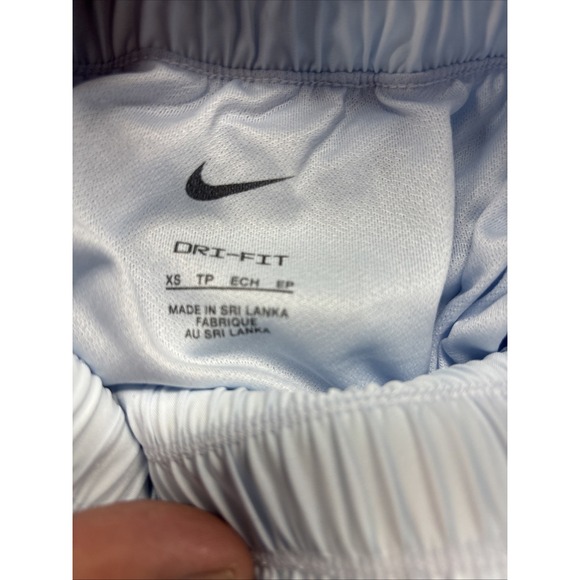 DRI-FIT
XS TP ECH EP
MADE IN SRI LANKA
FABRIQUE
AU SRI LANKA